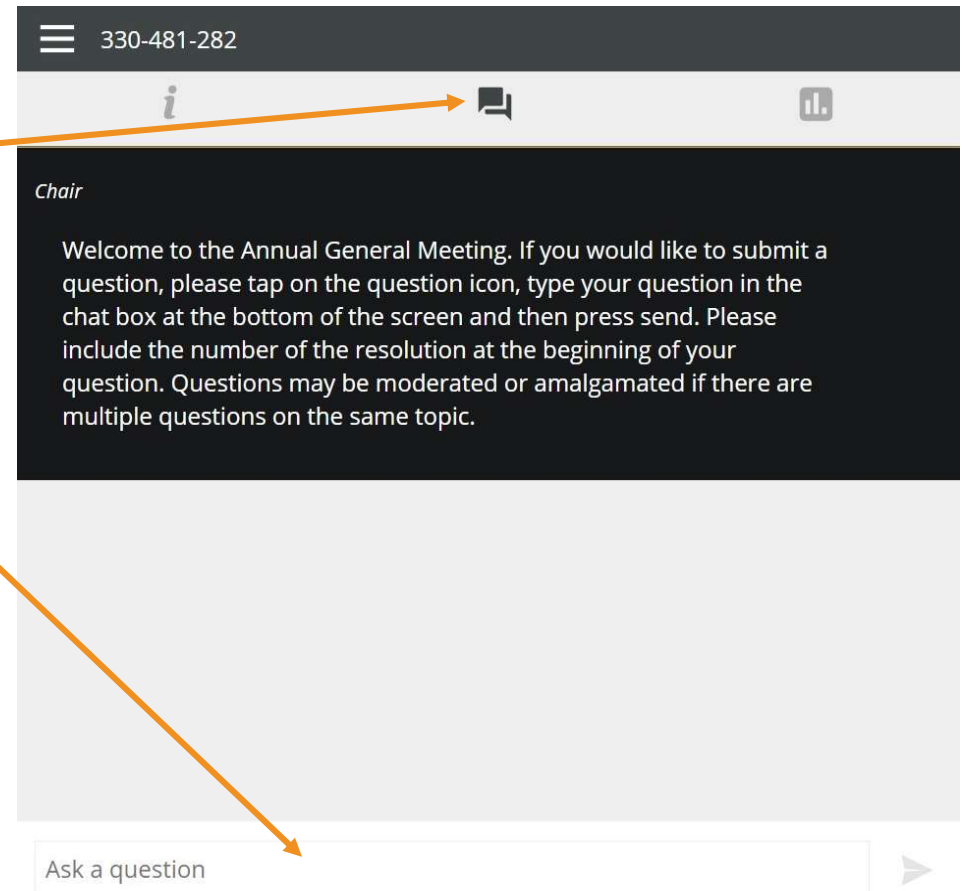 330-481-282
i
Chair
Welcome to the Annual General Meeting. If you would like to submit a
question, please tap on the question icon, type your question in the
chat box at the bottom of the screen and then press send. Please
include the number of the resolution at the beginning of your
question. Questions may be moderated or amalgamated if there are
multiple questions on the same topic.
Ask a question